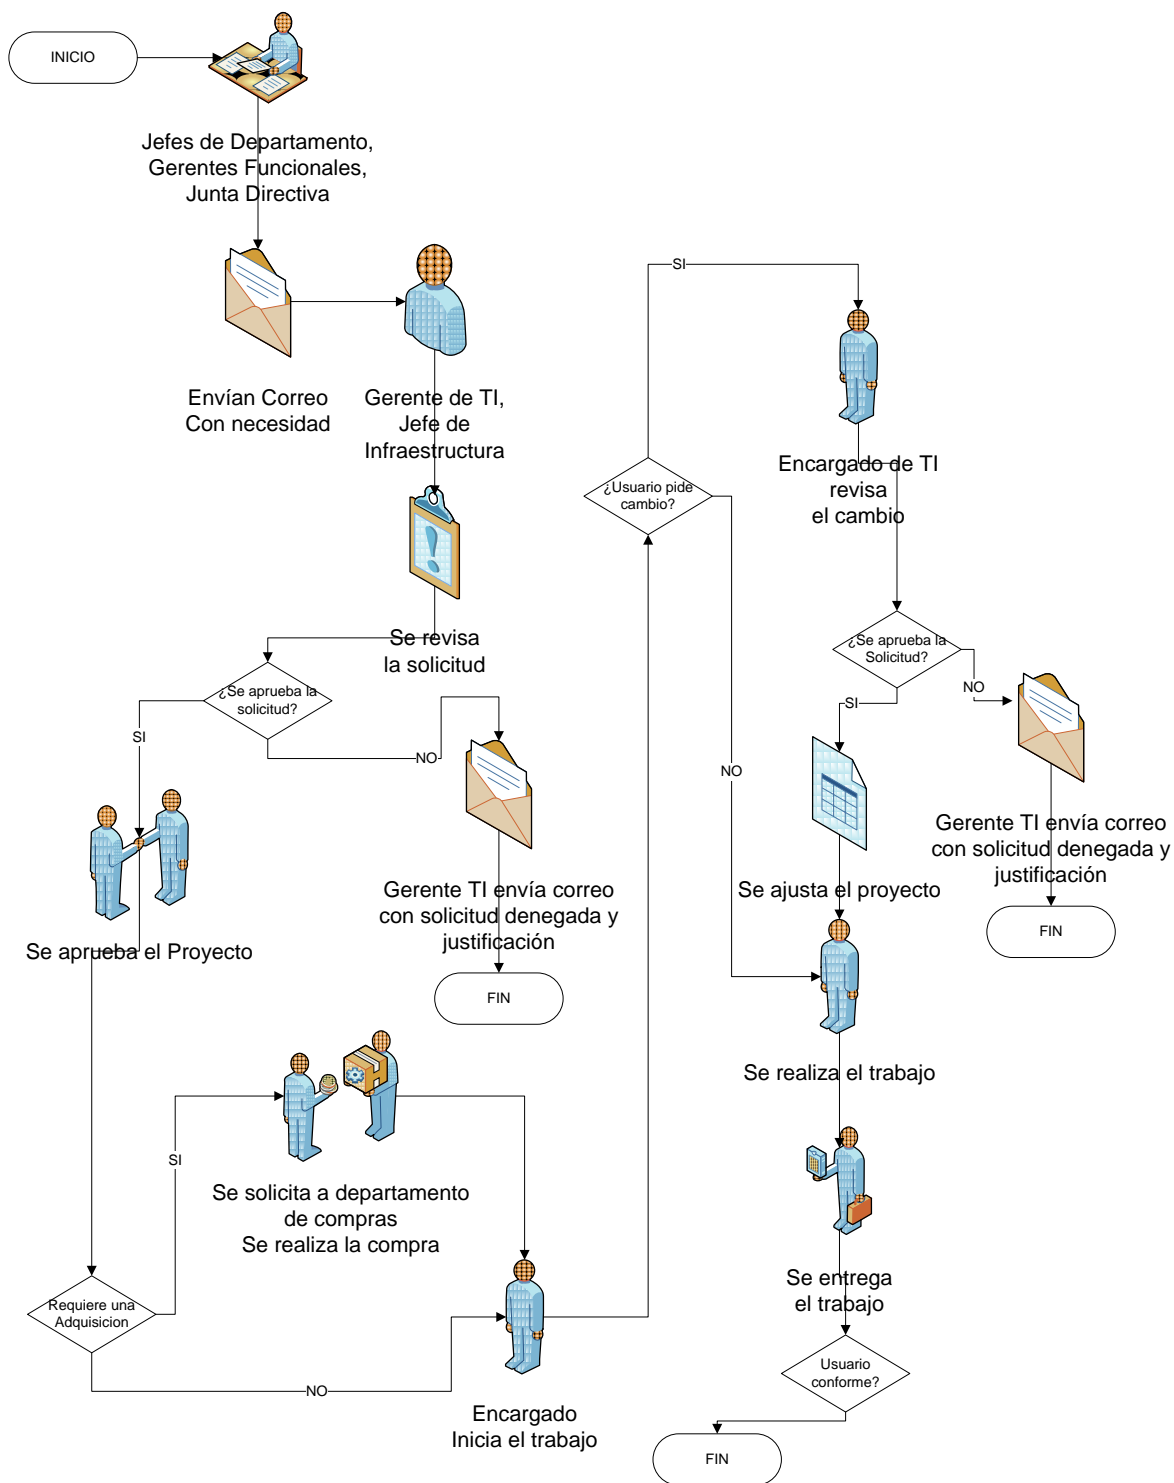 INICIO
Jefes de Departamento,
Gerentes Funcionales,
Junta Directiva
Envían Correo
Con necesidad
Gerente de TI,
Jefe de
Infraestructura
Se revisa
la solicitud
¿Se aprueba la
solicitud?
SI
NO
Se aprueba el Proyecto
Gerente TI envía correo
con solicitud denegada y
justificación
FIN
Requiere una
Adquisicion
SI
Se solicita a departamento
de compras
Se realiza la compra
NO
Encargado
Inicia el trabajo
¿Usuario pide
cambio?
SI
NO
Encargado de TI
revisa
el cambio
¿Se aprueba la
Solicitud?
SI
NO
Gerente TI envía correo
con solicitud denegada y
justificación
FIN
Se ajusta el proyecto
Se realiza el trabajo
Se entrega
el trabajo
Usuario
conforme?
FIN